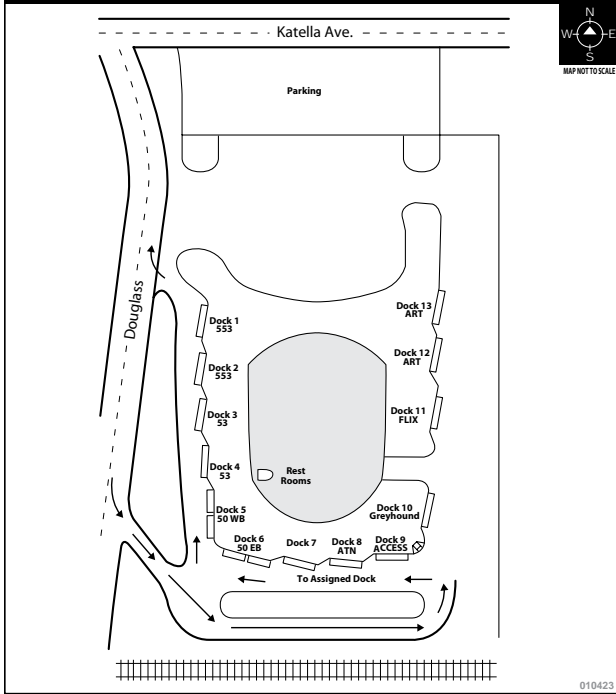 Katella Ave.
N
W
E
S
MAP NOT TO SCALE
Parking
Douglass
Dock 13
ART
Dock 1
553
Dock 12
ART
Dock 2
553
Dock 3
53
Dock 11
FLIX
Dock 4
53
Rest
Rooms
Dock 5
50 WB
Dock 10
Greyhound
Dock 6
50 EB
Dock 7
Dock 8
ATN
Dock 9
ACCESS
To Assigned Dock
010423